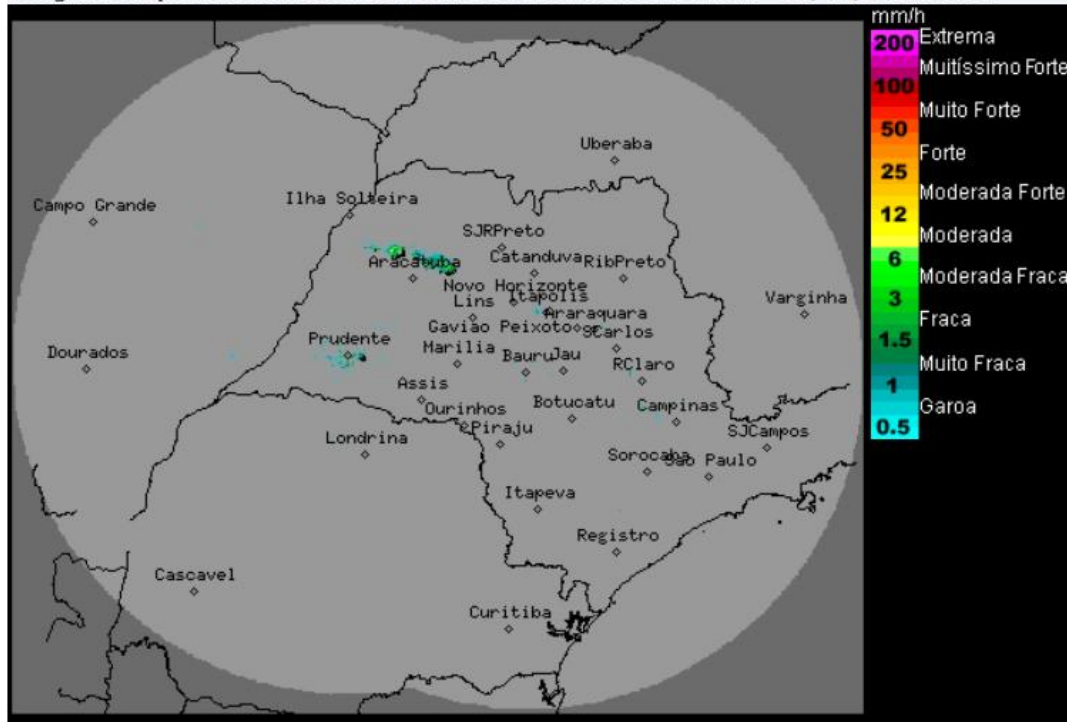 mm/h
200
Extrema
Muitíssimo Forte
100
Muito Forte
50
Forte
25
Moderada Forte
12
Moderada
6
Moderada Fraca
3
Fraca
1.5
Muito Fraca
1
Garoa
0.5
Uberaba
Campo Grande
Ilha Solteira
SJRPreto
Aracatuba
Catanduva
RibPreto
Novo Horizonte
Lins
Itapolis
Araraquara
Varginha
Gavião Peixoto
SCarlos
Prudente
Dourados
Marilia
Bauru
Jau
RClaro
Assis
Ourinhos
Botucatu
Campinas
Piraju
Londrina
SJCampos
Sorocaba
São Paulo
Itapeva
Registro
Cascavel
Curitiba